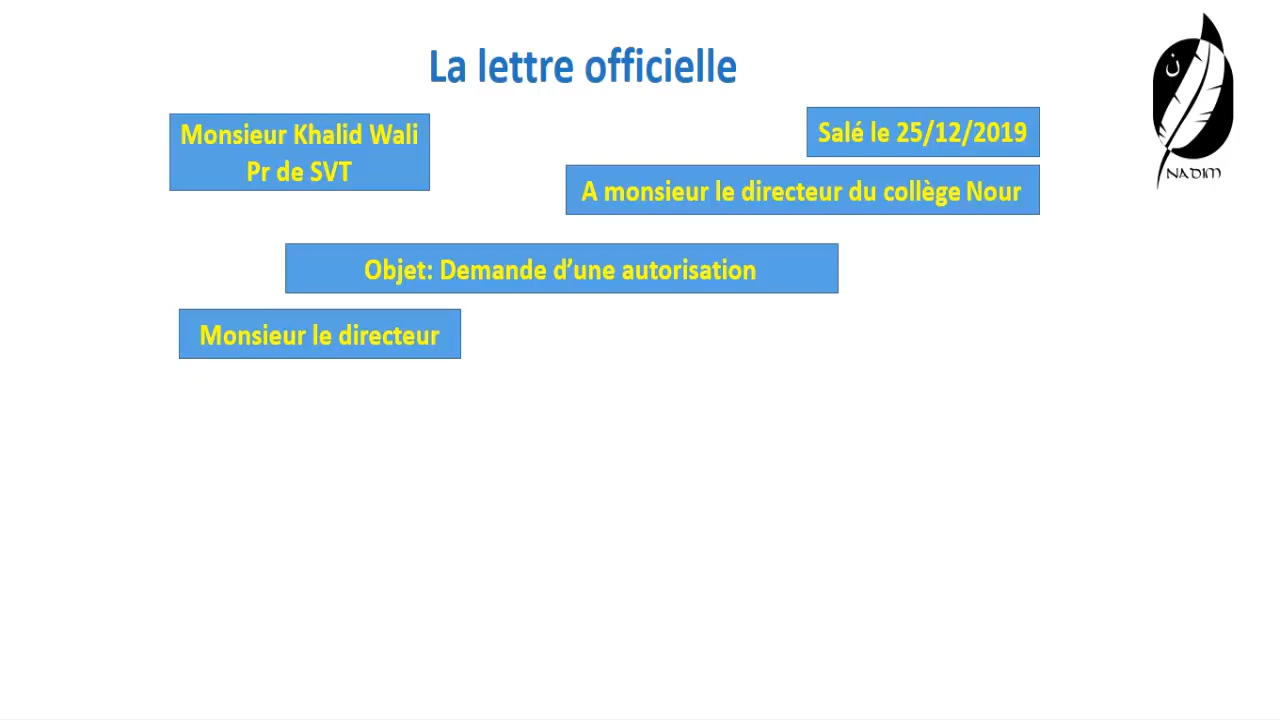 La lettre officielle
Monsieur Khalid Wali
Pr de SVT
Salé le 25/12/2019
A monsieur le directeur du collège Nour
Objet: Demande d’une autorisation
Monsieur le directeur
ن
NADIM